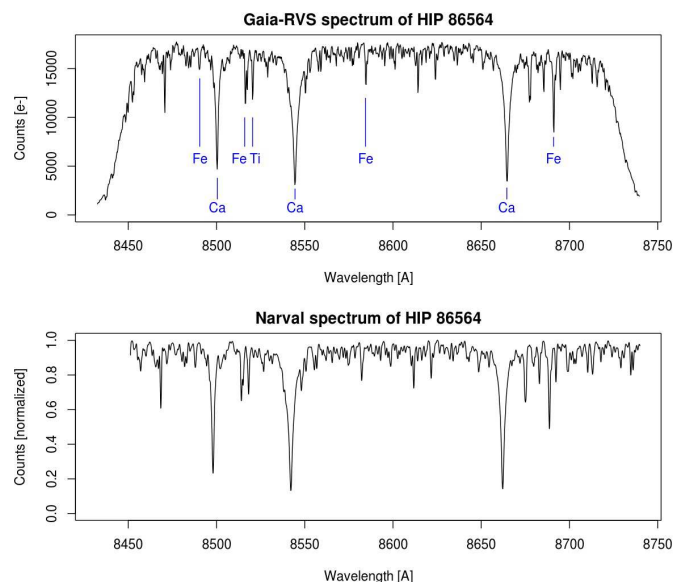 Gaia-RVS spectrum of HIP 86564
Counts [e-]
15000
10000
5000
0
Fe
Fe
Ti
Fe
Fe
Ca
Ca
Ca
8450 8500 8550 8600 8650 8700 8750
Wavelength [A]
Narval spectrum of HIP 86564
Counts [normalized]
1.0
0.8
0.6
0.4
0.2
0.0
8450 8500 8550 8600 8650 8700 8750
Wavelength [A]